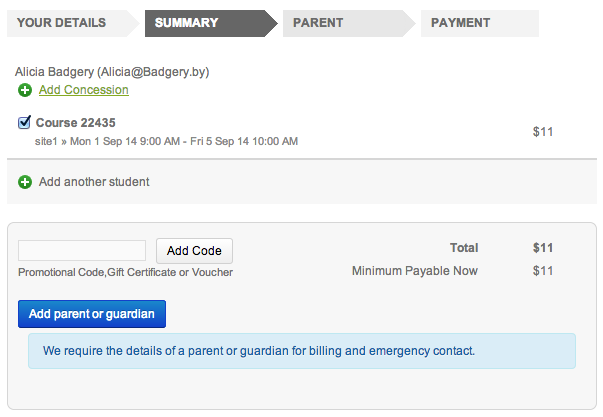 YOUR DETAILS SUMMARY PARENT PAYMENT
Alicia Badgery (Alicia@Badgery.by)
Add Concession
Course 22435
site1 » Mon 1 Sep 14 9:00 AM - Fri 5 Sep 14 10:00 AM $11
Add another student
Add Code Total $11
Promotional Code,Gift Certificate or Voucher Minimum Payable Now $11
Add parent or guardian
We require the details of a parent or guardian for billing and emergency contact.